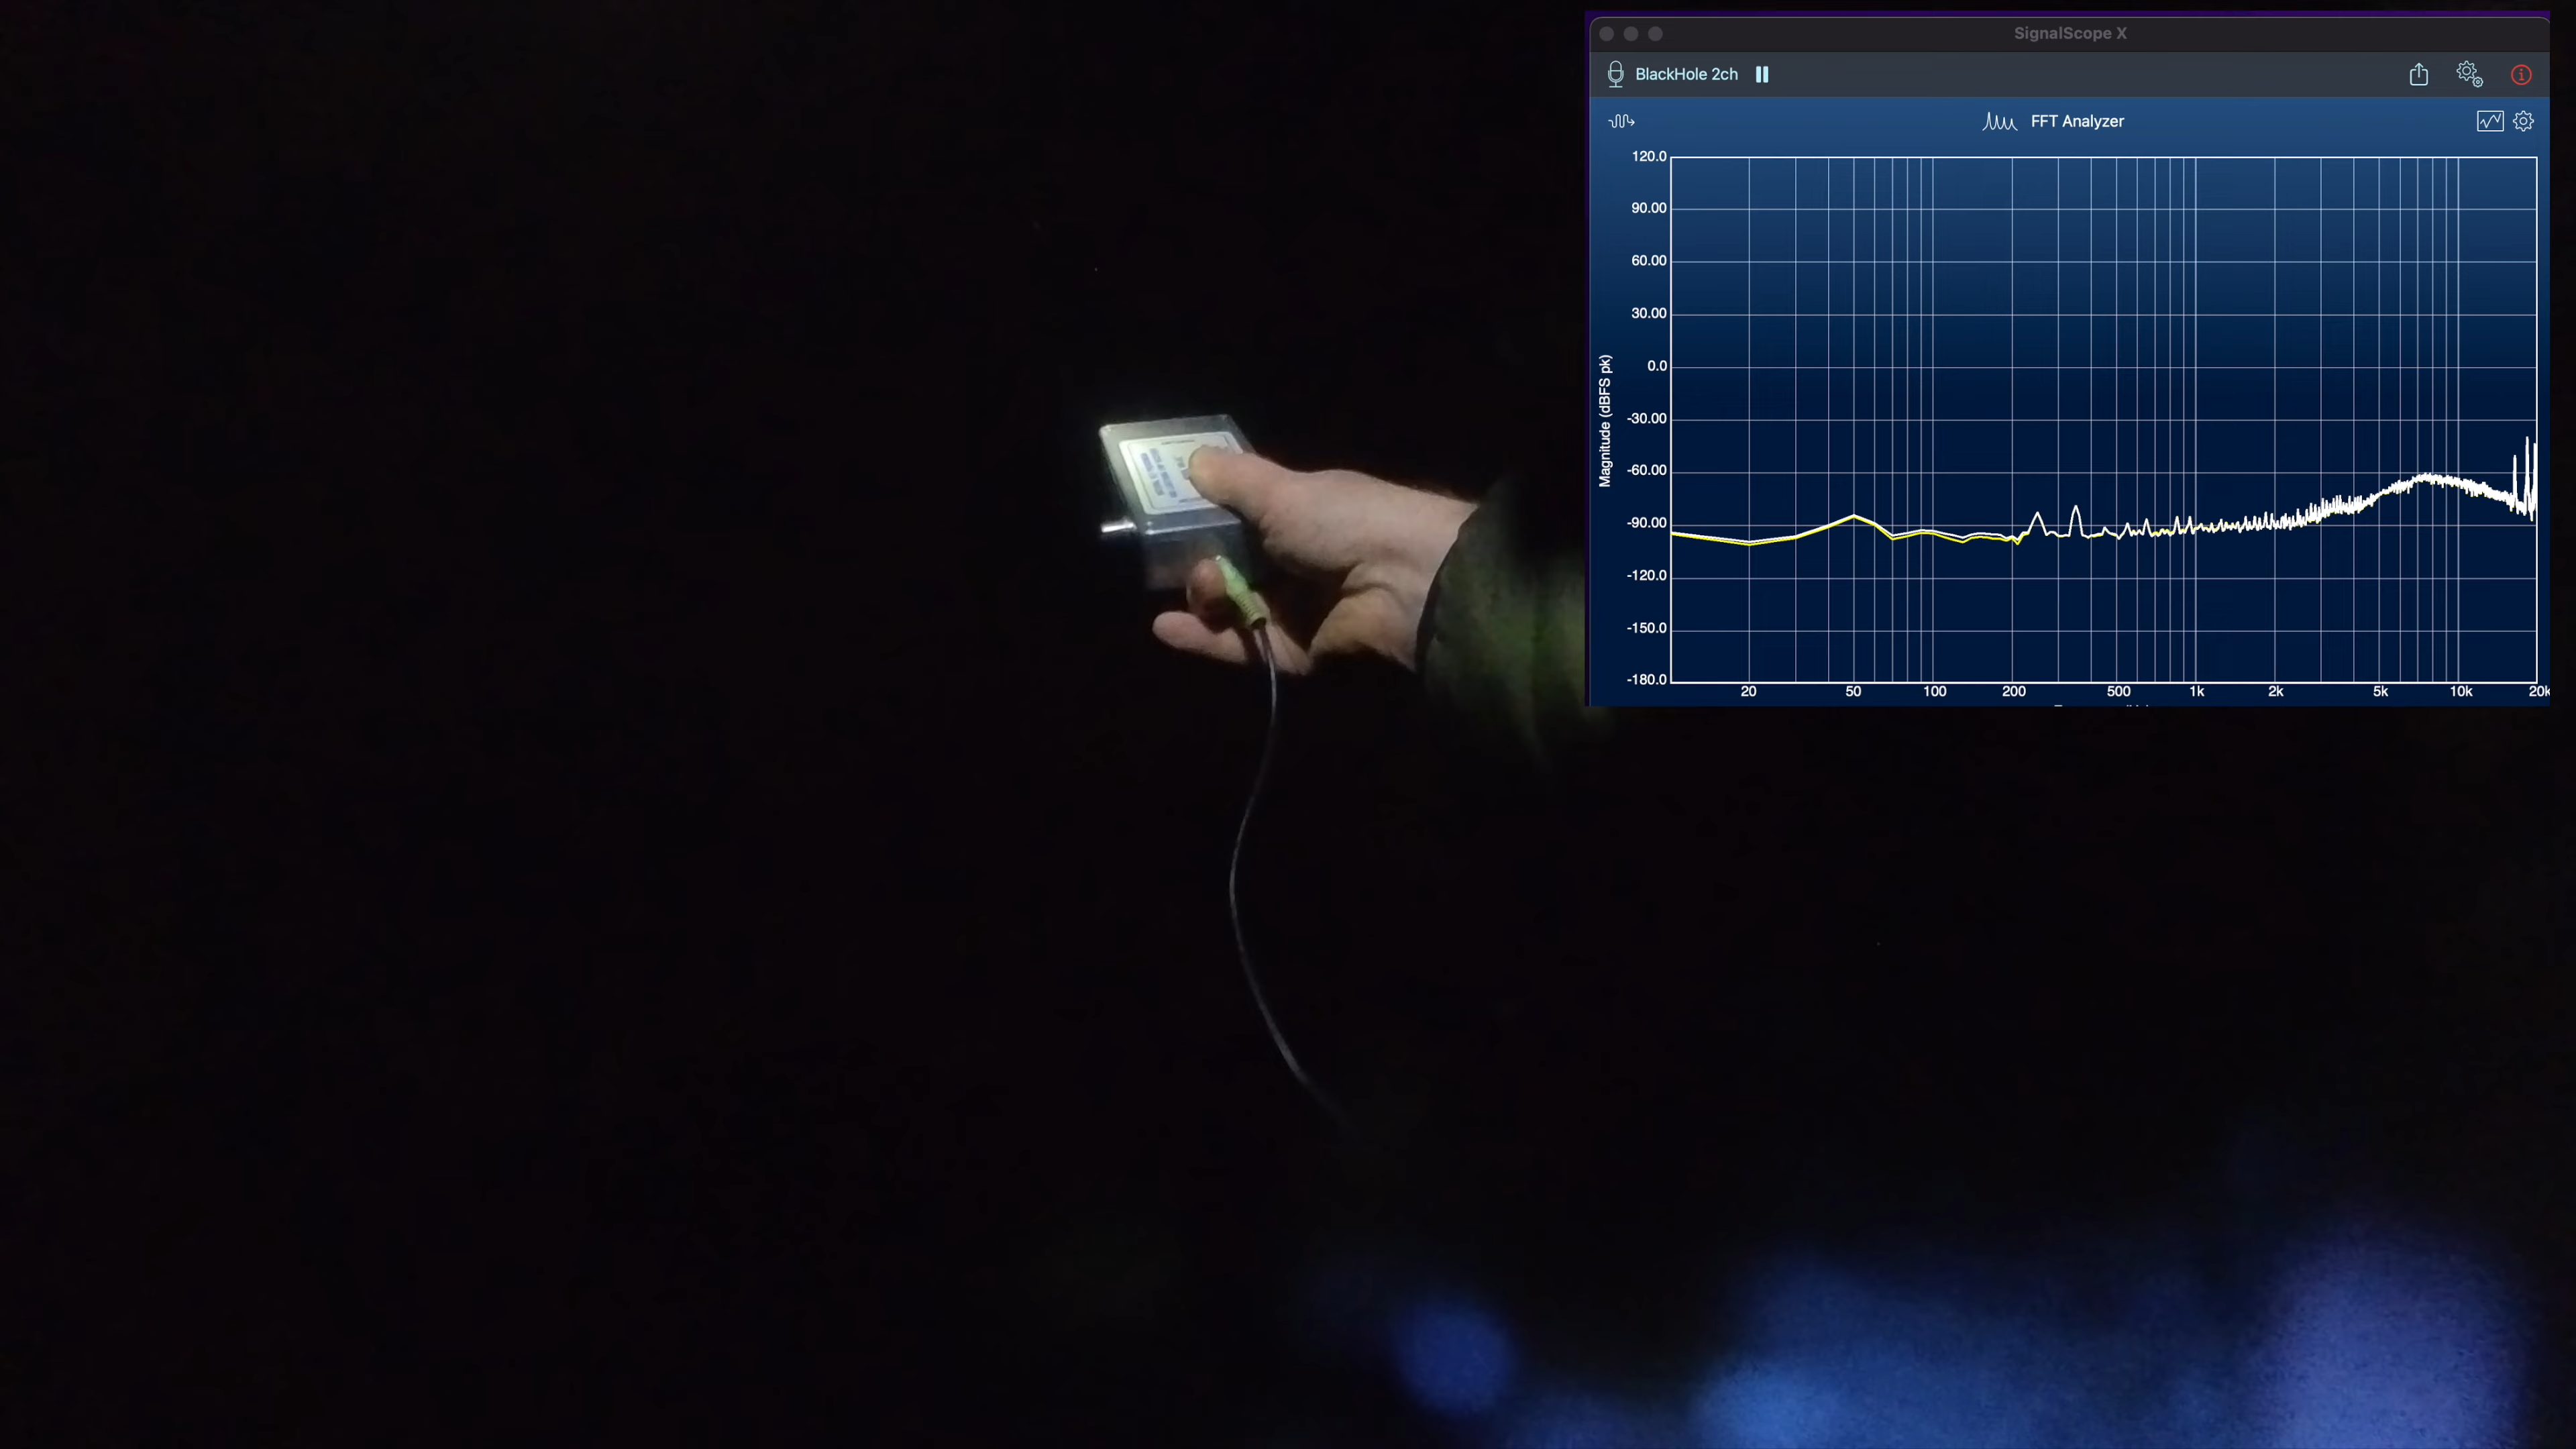 SignalScope X
BlackHole 2ch
FFT Analyzer
Magnitude (dBFS pk)
120.0
90.00
60.00
30.00
0.0
-30.00
-60.00
-90.00
-120.0
-150.0
-180.0
20 50 100 200 500 1k 2k 5k 10k 20k